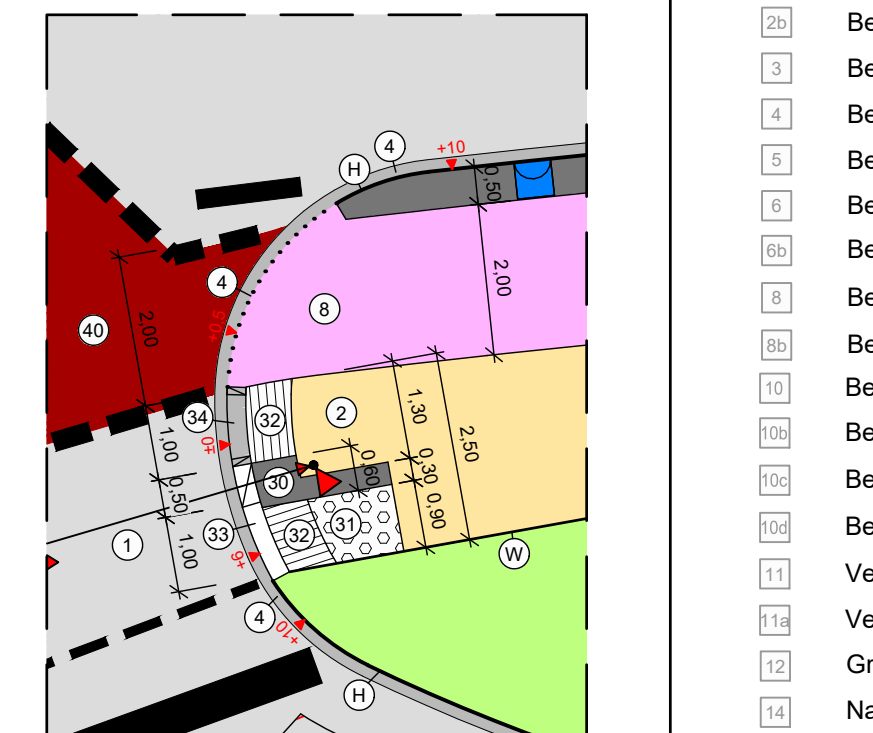 4
+10
H
0,50
2,00
4
8
+0,5
40
2,00
34
32
2
1,30
2,50
±0
1,00
0,60
0,30
30
0,50
0,90
31
33
32
1
1,00
W
+6
4
+10
H
2b Be
3 Be
4 Be
5 Be
6 Be
6b Be
8 Be
8b Be
10 Be
10b Be
10c Be
10d Be
11 Ve
11a Ve
12 Gr
14 Na